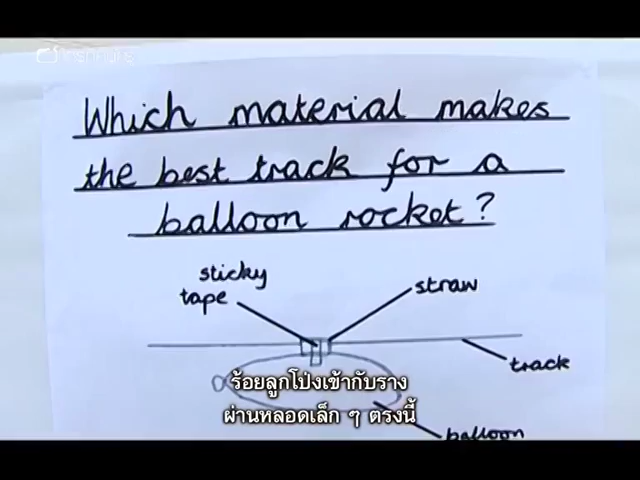 Which material makes
the best track for a
balloon rocket?
sticky
tape
straw
track
balloon
ร้อยลูกโป่งเข้ากับราง
ผ่านหลอดเล็ก ๆ ตรงนี้